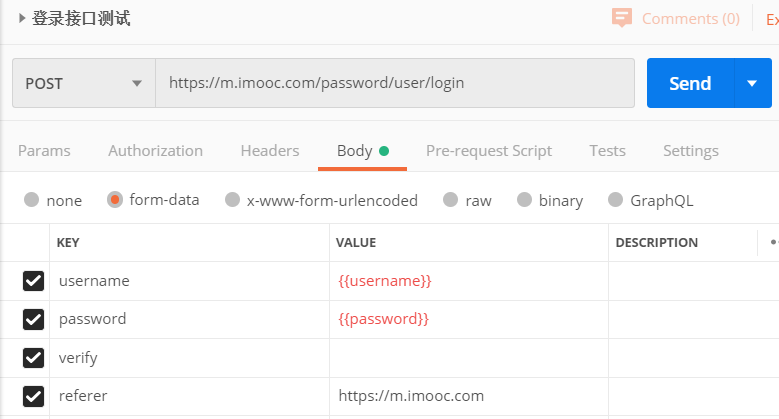 登录接口测试 Comments (0) Ex
POST https://m.imooc.com/password/user/login Send
Params Authorization Headers Body Pre-request Script Tests Settings
none form-data x-www-form-urlencoded raw binary GraphQL
KEY VALUE DESCRIPTION
username {{username}}
password {{password}}
verify
referer https://m.imooc.com